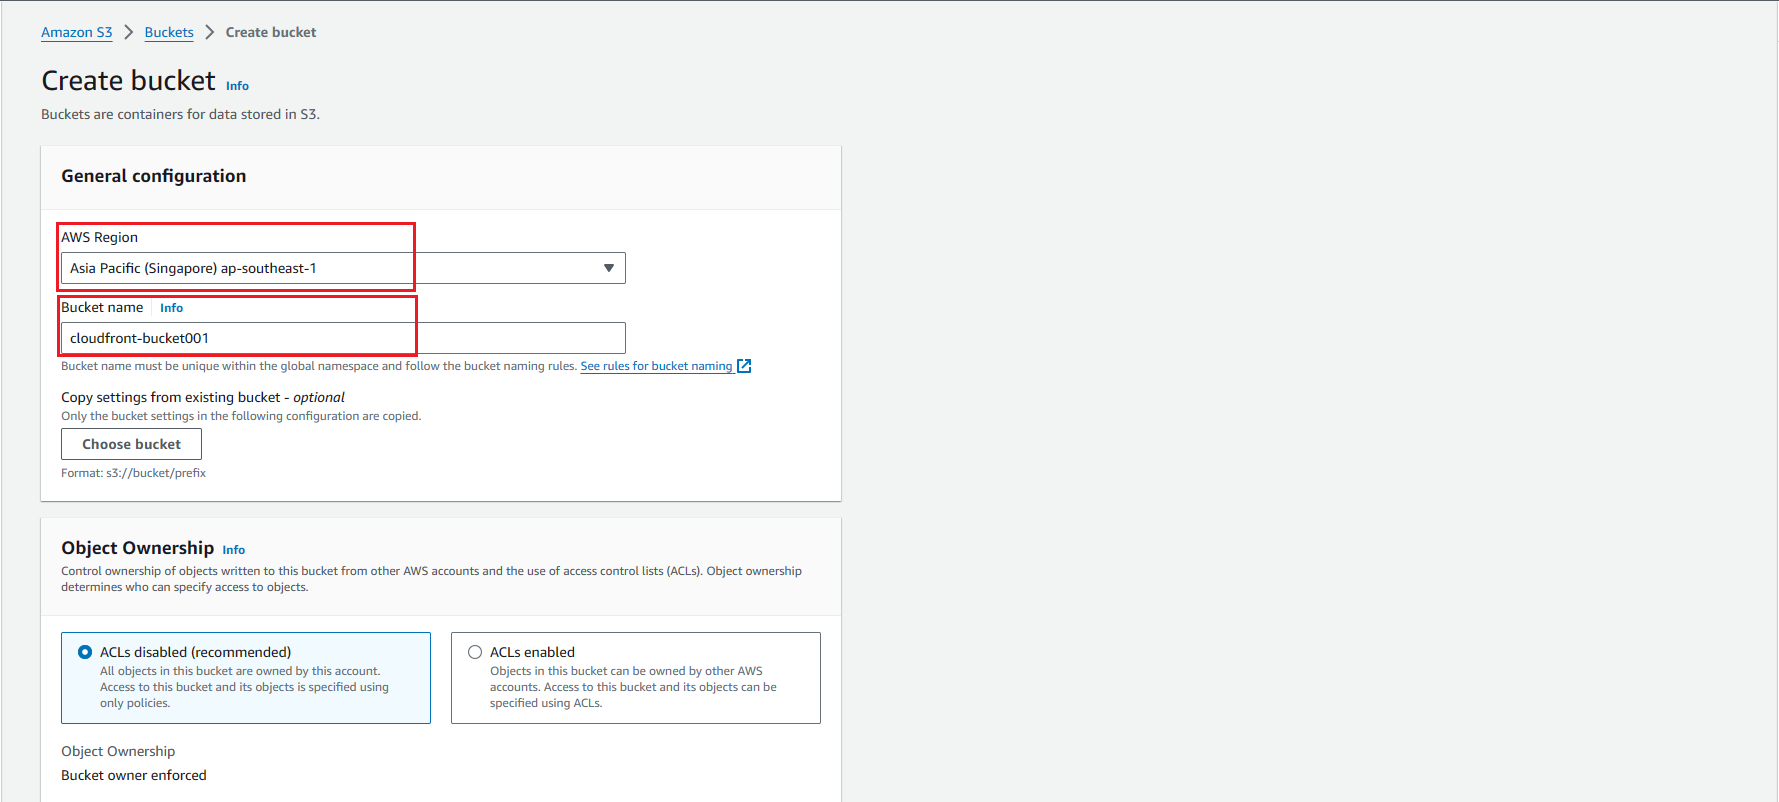 Amazon S3 > Buckets > Create bucket
Create bucket Info
Buckets are containers for data stored in S3.
General configuration
AWS Region
Asia Pacific (Singapore) ap-southeast-1
Bucket name Info
cloudfront-bucket001
Bucket name must be unique within the global namespace and follow the bucket naming rules. See rules for bucket naming
Copy settings from existing bucket - optional
Only the bucket settings in the following configuration are copied.
Choose bucket
Format: s3://bucket/prefix
Object Ownership Info
Control ownership of objects written to this bucket from other AWS accounts and the use of access control lists (ACLs). Object ownership
determines who can specify access to objects.
ACLs disabled (recommended)
All objects in this bucket are owned by this account.
Access to this bucket and its objects is specified using
only policies.
ACLs enabled
Objects in this bucket can be owned by other AWS
accounts. Access to this bucket and its objects can be
specified using ACLs.
Object Ownership
Bucket owner enforced